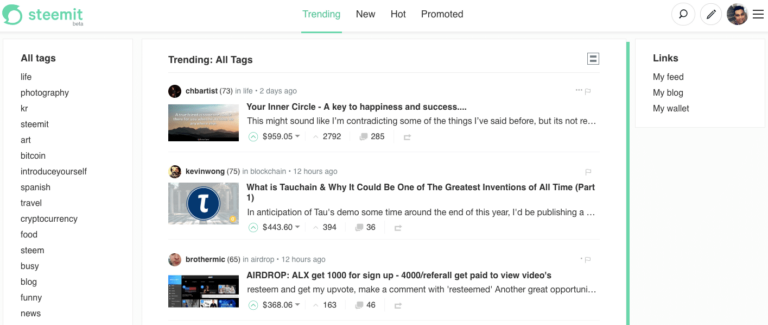 steemit
beta
Trending
New
Hot
Promoted
All tags
life
photography
kr
steemit
art
bitcoin
introduceyourself
spanish
travel
cryptocurrency
food
steem
busy
blog
funny
news
Trending: All Tags
chbartist (73) in life • 2 days ago
Your Inner Circle - A key to happiness and success....
This might sound like I'm contradicting some of the things I've said before, but its not re…
$959.05 2792 285
kevinwong (75) in blockchain • 12 hours ago
What is Tauchain & Why It Could Be One of The Greatest Inventions of All Time (Part
1)
In anticipation of Tau's demo some time around the end of this year, I'd be publishing a …
$443.60 394 36
brothermic (65) in airdrop • 12 hours ago
AIRDROP: ALX get 1000 for sign up - 4000/referall get paid to view video's
resteem and get my upvote, make a comment with 'resteemed' Another great opportuni…
$368.06 163 46
Links
My feed
My blog
My wallet